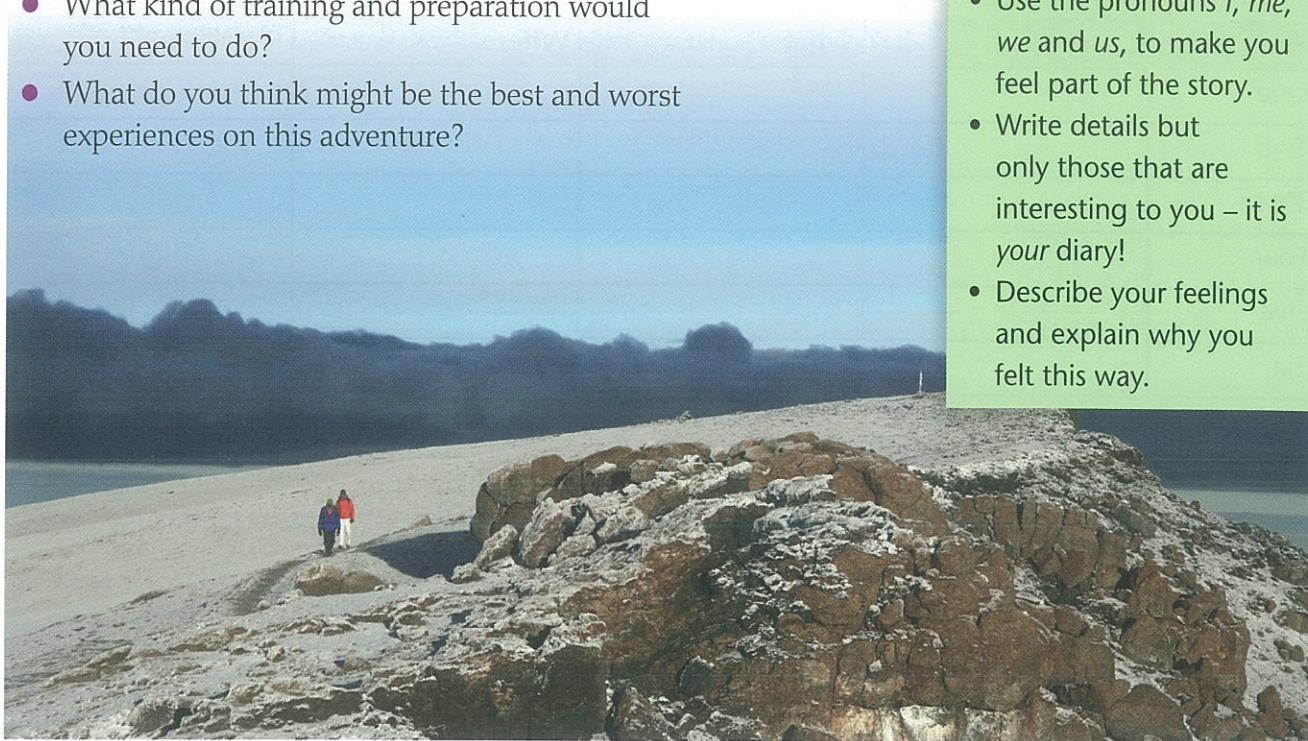 • What kind of training and preparation would
you need to do?
• What do you think might be the best and worst
experiences on this adventure?
• Use the pronouns I, me,
we and us, to make you
feel part of the story.
• Write details but
only those that are
interesting to you – it is
your diary!
• Describe your feelings
and explain why you
felt this way.